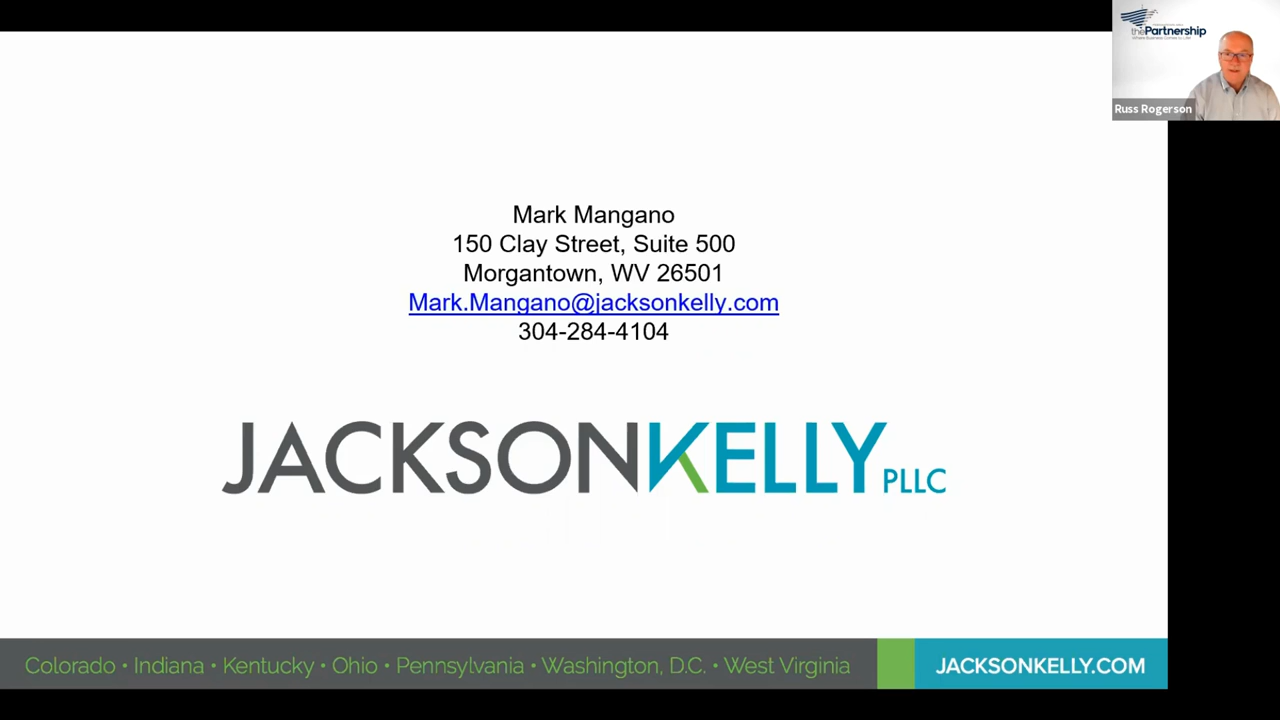 thePartnership
Russ Rogerson
Mark Mangano
150 Clay Street, Suite 500
Morgantown, WV 26501
Mark.Mangano@jacksonkelly.com
304-284-4104
JACKSONKELLY PLLC
Colorado • Indiana • Kentucky • Ohio • Pennsylvania • Washington, D.C. • West Virginia
JACKSONKELLY.COM